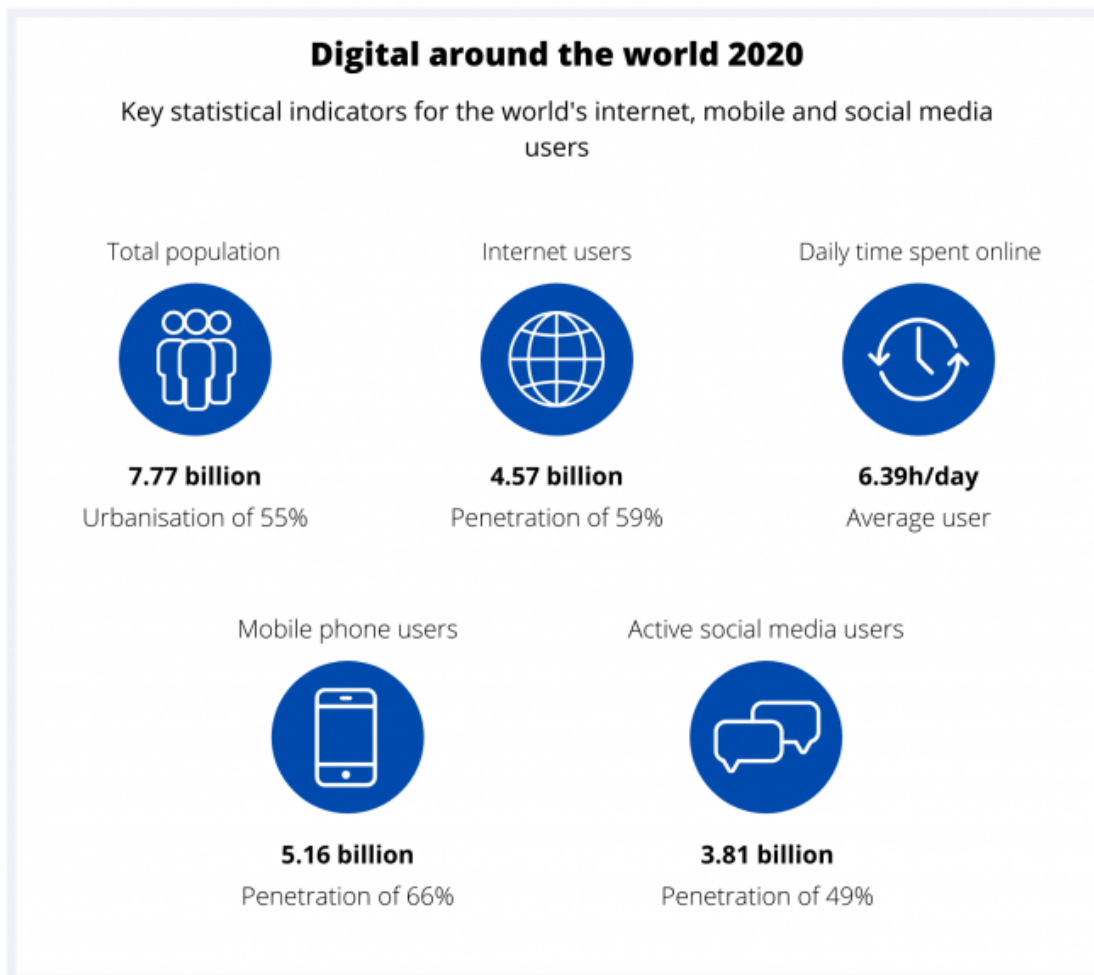 Digital around the world 2020
Key statistical indicators for the world's internet, mobile and social media
users
Total population
Internet users
Daily time spent online
7.77 billion
4.57 billion
6.39h/day
Urbanisation of 55%
Penetration of 59%
Average user
Mobile phone users
Active social media users
5.16 billion
3.81 billion
Penetration of 66%
Penetration of 49%